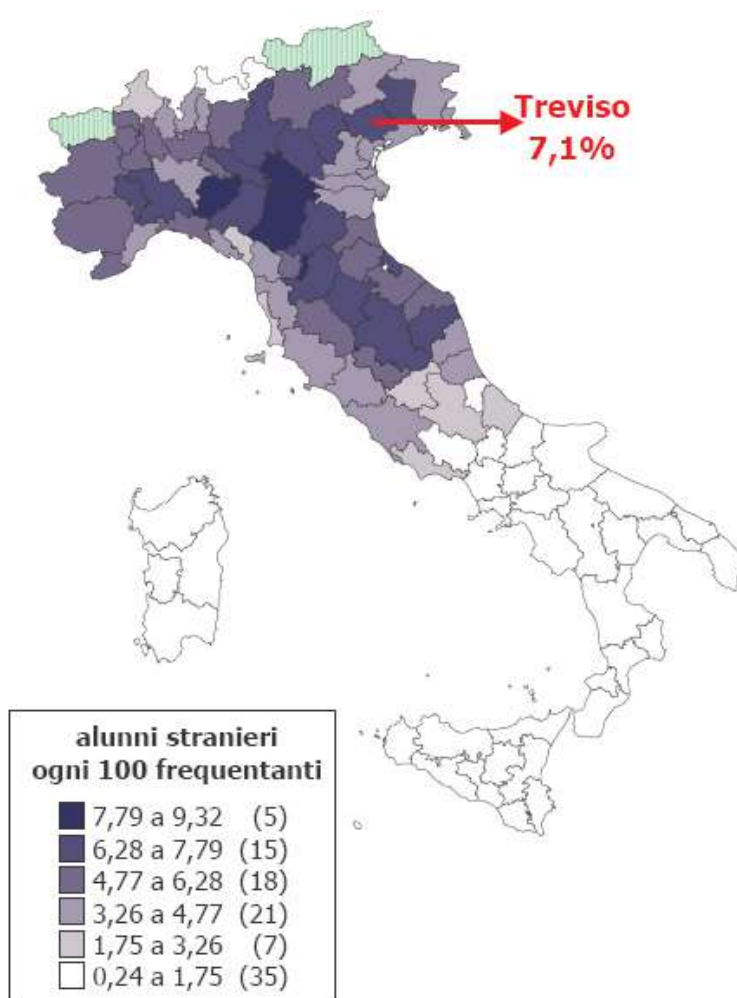 Treviso
7,1%
alunni stranieri
ogni 100 frequentanti
7,79 a 9,32 (5)
6,28 a 7,79 (15)
4,77 a 6,28 (18)
3,26 a 4,77 (21)
1,75 a 3,26 (7)
0,24 a 1,75 (35)